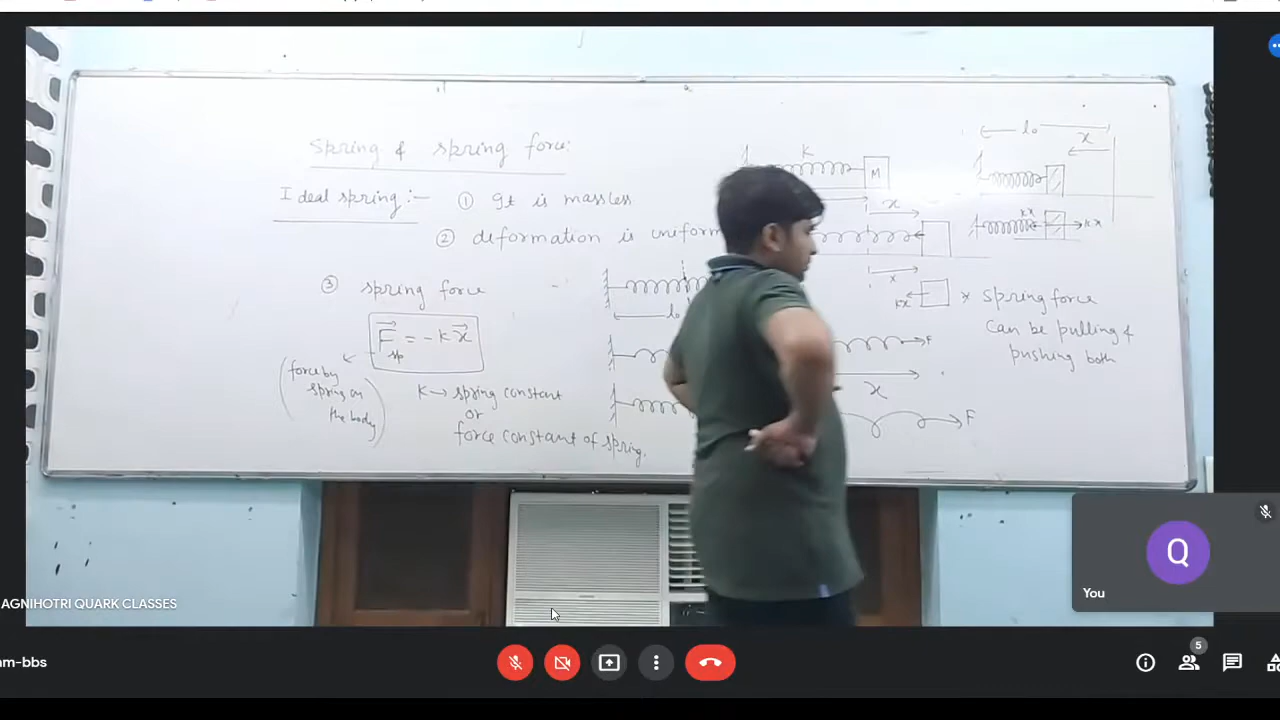 Spring & spring force:
Ideal spring :- ① It is massless
② deformation is uniform
③ spring force
F sp = -K x
(force by
spring on
the body)
K → spring constant
or
force constant of spring.
K
M
x
l₀
x
x
Kx
l₀
x
Kx
Kx
* spring force
can be pulling &
pushing both
F
x
F
AGNIHOTRI QUARK CLASSES
Q
You
am-bbs
5